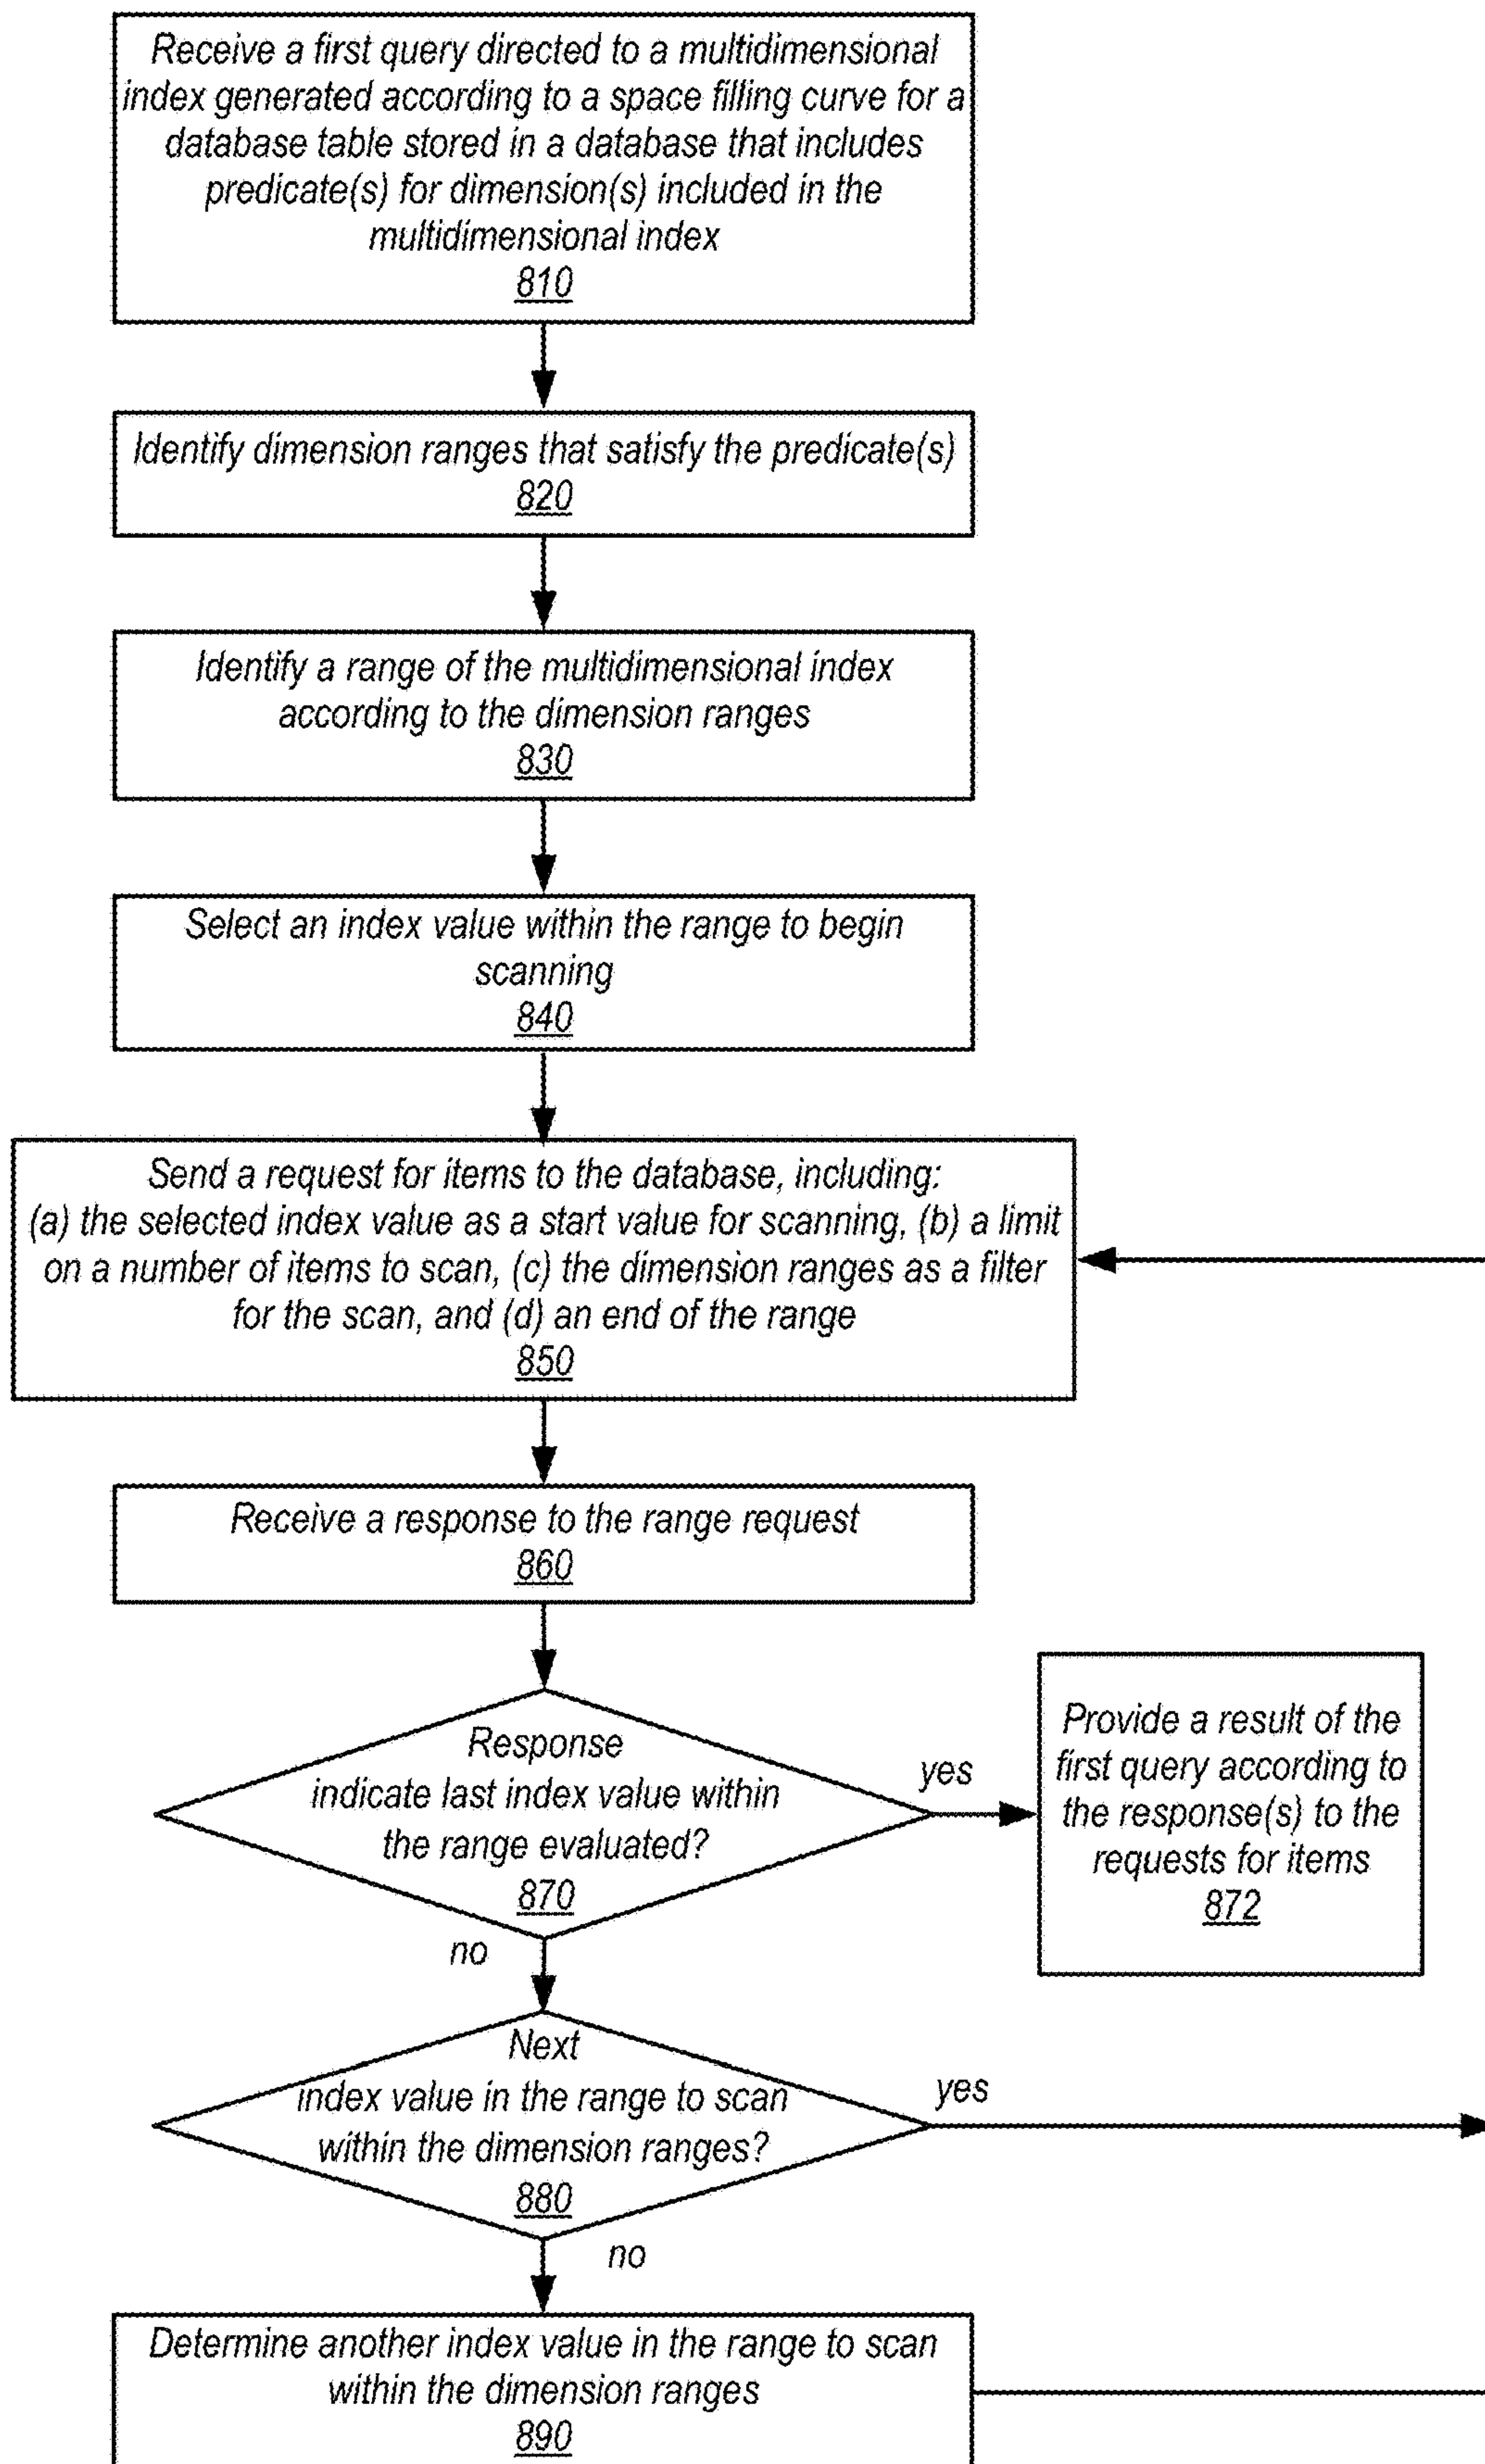 Receive a first query directed to a multidimensional
index generated according to a space filling curve for a
database table stored in a database that includes
predicate(s) for dimension(s) included in the
multidimensional index
810
Identify dimension ranges that satisfy the predicate(s)
820
Identify a range of the multidimensional index
according to the dimension ranges
830
Select an index value within the range to begin
scanning
840
Send a request for items to the database, including:
(a) the selected index value as a start value for scanning, (b) a limit
on a number of items to scan, (c) the dimension ranges as a filter
for the scan, and (d) an end of the range
850
Receive a response to the range request
860
Response
indicate last index value within
the range evaluated?
870
yes
Provide a result of the
first query according to
the response(s) to the
requests for items
872
no
Next
index value in the range to scan
within the dimension ranges?
880
yes
no
Determine another index value in the range to scan
within the dimension ranges
890